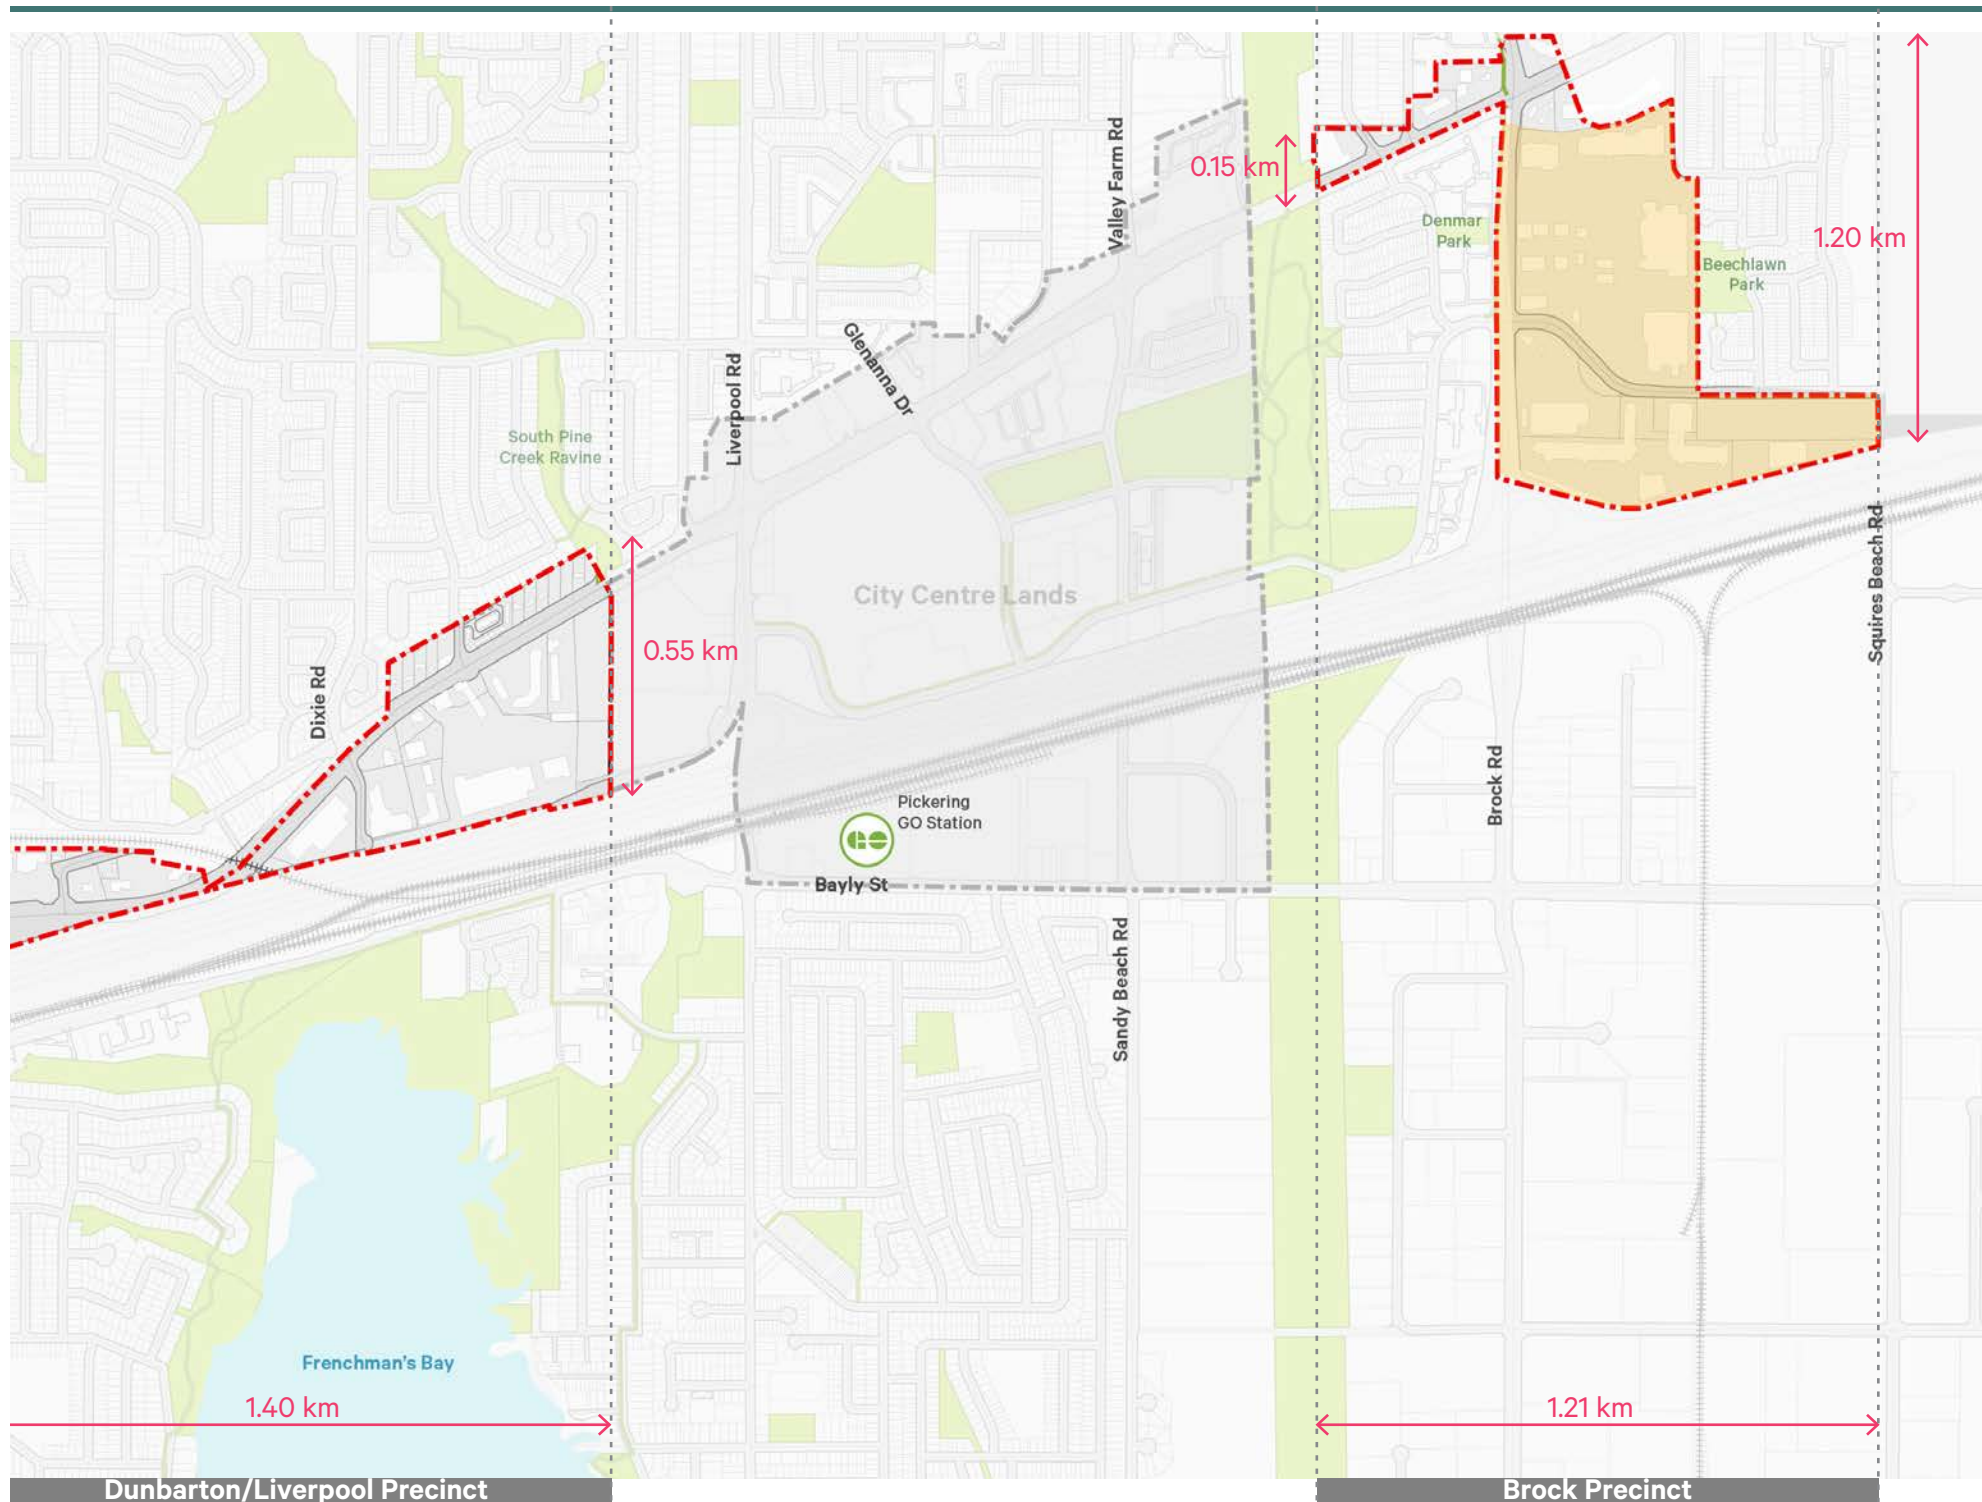 Valley Farm Rd
0.15 km
Denmar
Park
1.20 km
Beechlawn
Park
Glenanna Dr
Liverpool Rd
South Pine
Creek Ravine
City Centre Lands
Squires Beach Rd
0.55 km
Dixie Rd
Brock Rd
Pickering
GO Station
GO
Bayly St
Sandy Beach Rd
Frenchman's Bay
1.40 km
1.21 km
Dunbarton/Liverpool Precinct
Brock Precinct